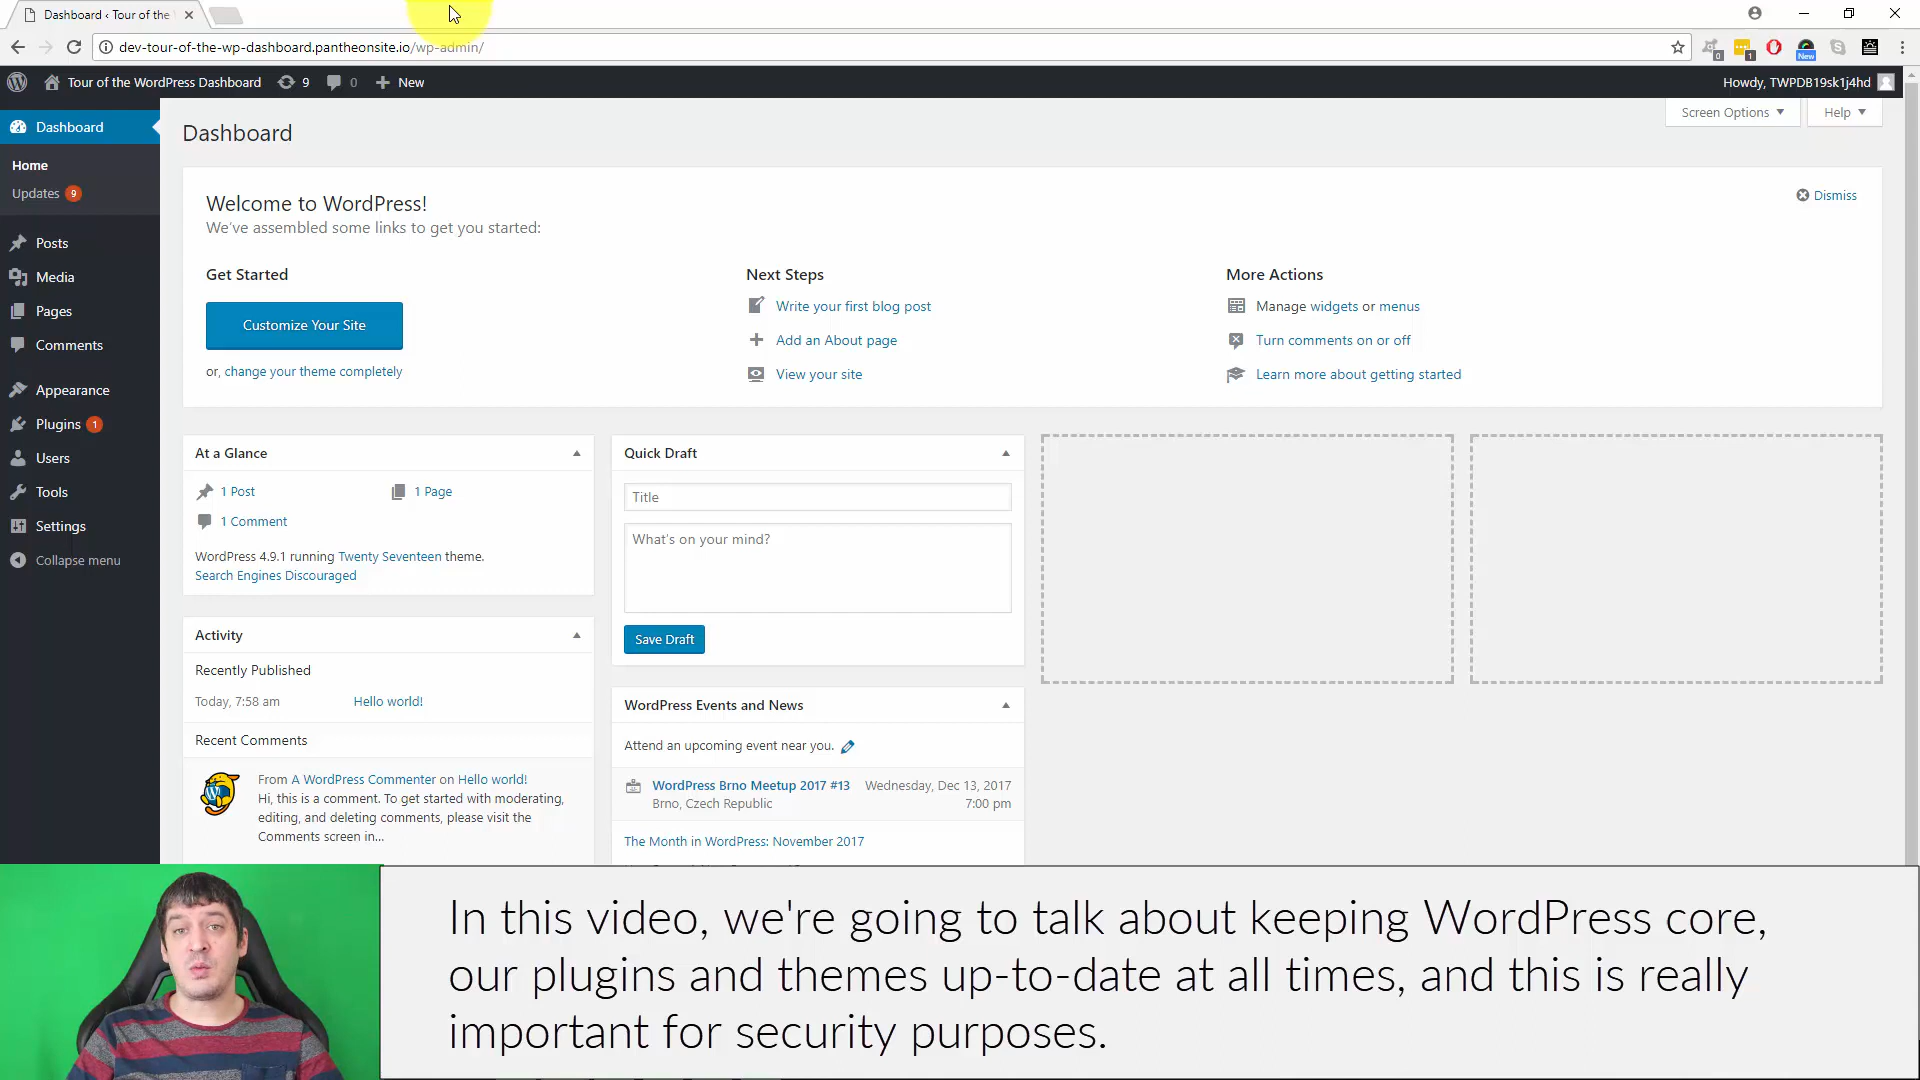 Dashboard ‹ Tour of the
dev-tour-of-the-wp-dashboard.pantheonsite.io/wp-admin/
0
1
New
Tour of the WordPress Dashboard
9
0
New
Howdy, TWPDB19sk1j4hd
Dashboard
Home
Updates 9
Posts
Media
Pages
Comments
Appearance
Plugins 1
Users
Tools
Settings
Collapse menu
Dashboard
Screen Options
Help
Welcome to WordPress!
Dismiss
We've assembled some links to get you started:
Get Started
Customize Your Site
or, change your theme completely
Next Steps
Write your first blog post
Add an About page
View your site
More Actions
Manage widgets or menus
Turn comments on or off
Learn more about getting started
At a Glance
1 Post
1 Page
1 Comment
WordPress 4.9.1 running Twenty Seventeen theme.
Search Engines Discouraged
Activity
Recently Published
Today, 7:58 am Hello world!
Recent Comments
From A WordPress Commenter on Hello world!
Hi, this is a comment. To get started with moderating,
editing, and deleting comments, please visit the
Comments screen in...
Quick Draft
Title
What's on your mind?
Save Draft
WordPress Events and News
Attend an upcoming event near you.
WordPress Brno Meetup 2017 #13 Wednesday, Dec 13, 2017
Brno, Czech Republic 7:00 pm
The Month in WordPress: November 2017
In this video, we're going to talk about keeping WordPress core,
our plugins and themes up-to-date at all times, and this is really
important for security purposes.